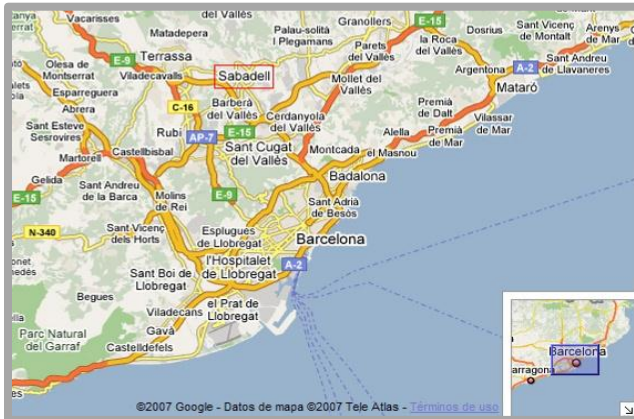 Vacarisses
Matadepera
del Vallès
Palau-solità
i Plegamans
Granollers
E-15
Dosrius
Sant Vicenç
de Montalt
Arenys
de Mar
Olesa de
Montserrat
E-9
Terrassa
Viladecavalls
Sabadell
Parets
del Vallès
la Roca
del Vallès
Argentona
A-2
Sant Andreu
de Llavaneres
Esparreguera
Abrera
C-16
Barberà
del Vallès
Mollet del
Vallès
Mataró
Sant Esteve
Sesrovires
Rubí
AP-7
E-15
Cerdanyola
del Vallès
Premià
de Dalt
Vilassar
de Mar
Martorell
Castellbisbal
Sant Cugat
del Vallès
Montcada
Alella
Premià
de Mar
el Masnou
Gelida
E-15
Sant Andreu
de la Barca
Molins
de Rei
E-9
Badalona
Sant Adrià
de Besòs
N-340
Sant Vicenç
dels Horts
Esplugues
de Llobregat
Barcelona
l'Hospitalet
de Llobregat
A-2
Sant Boi de
Llobregat
Begues
Viladecans
el Prat de
Llobregat
Gavà
Castelldefels
Parc Natural
del Garraf
Barcelona
arragona
©2007 Google - Datos de mapa ©2007 Tele Atlas - Términos de uso